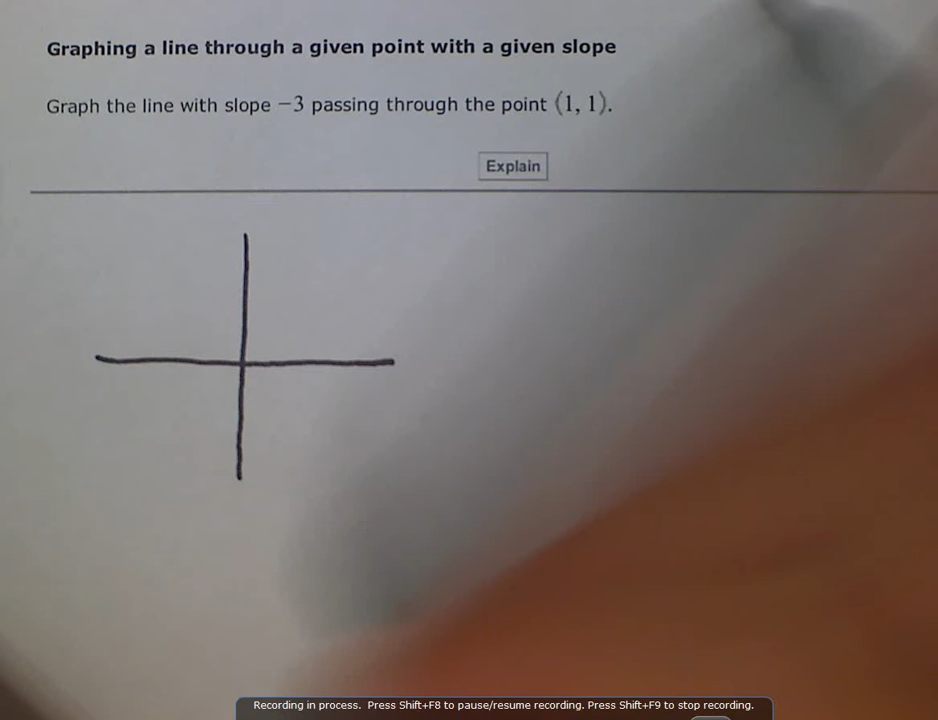 Graphing a line through a given point with a given slope
Graph the line with slope −3 passing through the point (1, 1).
Explain
Recording in process. Press Shift+F8 to pause/resume recording. Press Shift+F9 to stop recording.